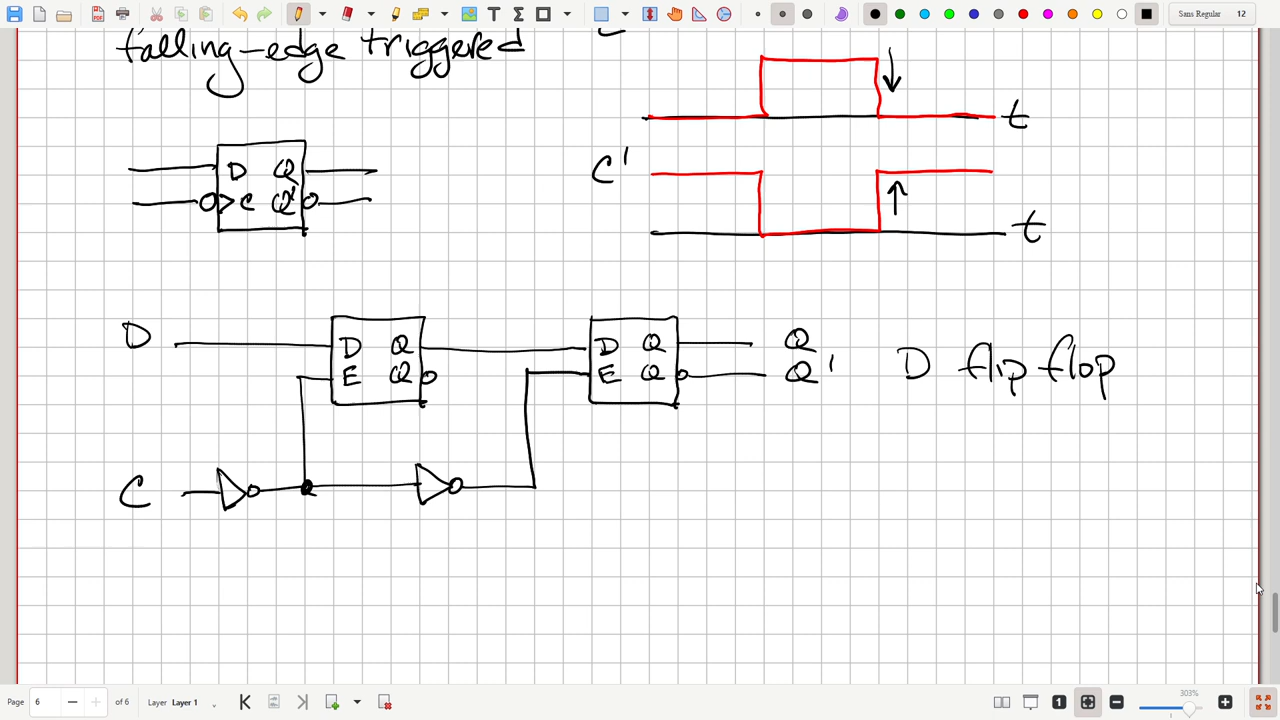 Sans Regular 12
falling-edge triggered
t
D Q
C Q'
C'
t
D
D Q
E Q
D Q
E Q
Q
Q'
D flip flop
C
Page 6 of 6 Layer Layer 1 303%